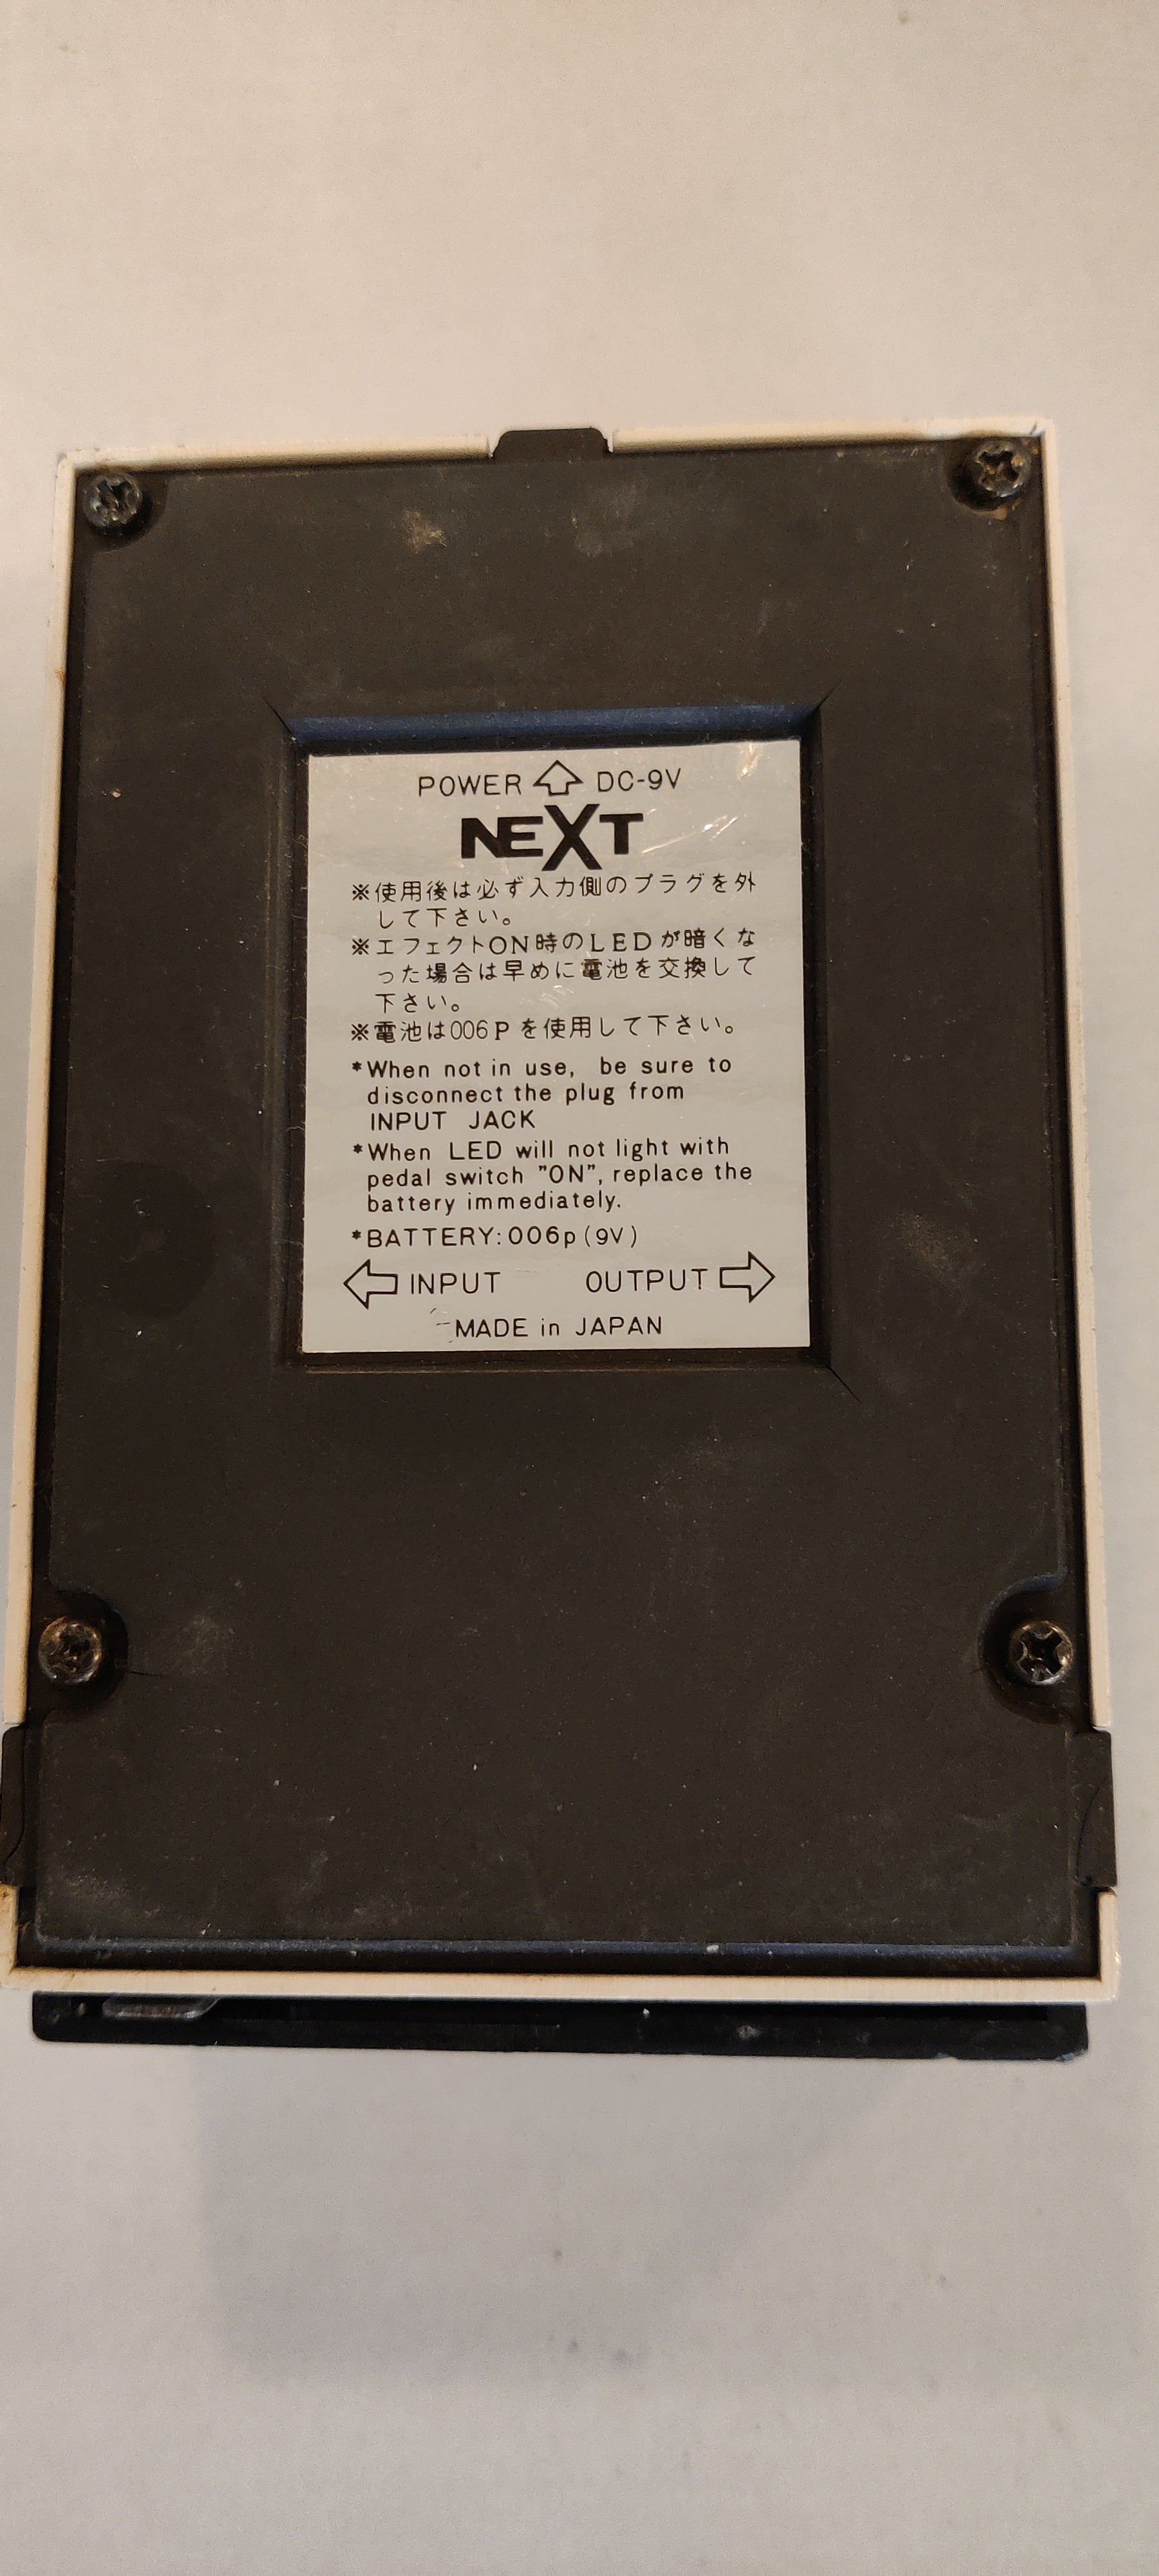 POWER DC-9V
NEXT
※使用後は必ず入力側のプラグを外
して下さい。
※エフェクトON時のLEDが暗くな
った場合は早めに電池を交換して
下さい。
※電池は006Pを使用して下さい。
*When not in use, be sure to
disconnect the plug from
INPUT JACK
*When LED will not light with
pedal switch "ON", replace the
battery immediately.
*BATTERY:006p(9V)
INPUT OUTPUT
MADE in JAPAN